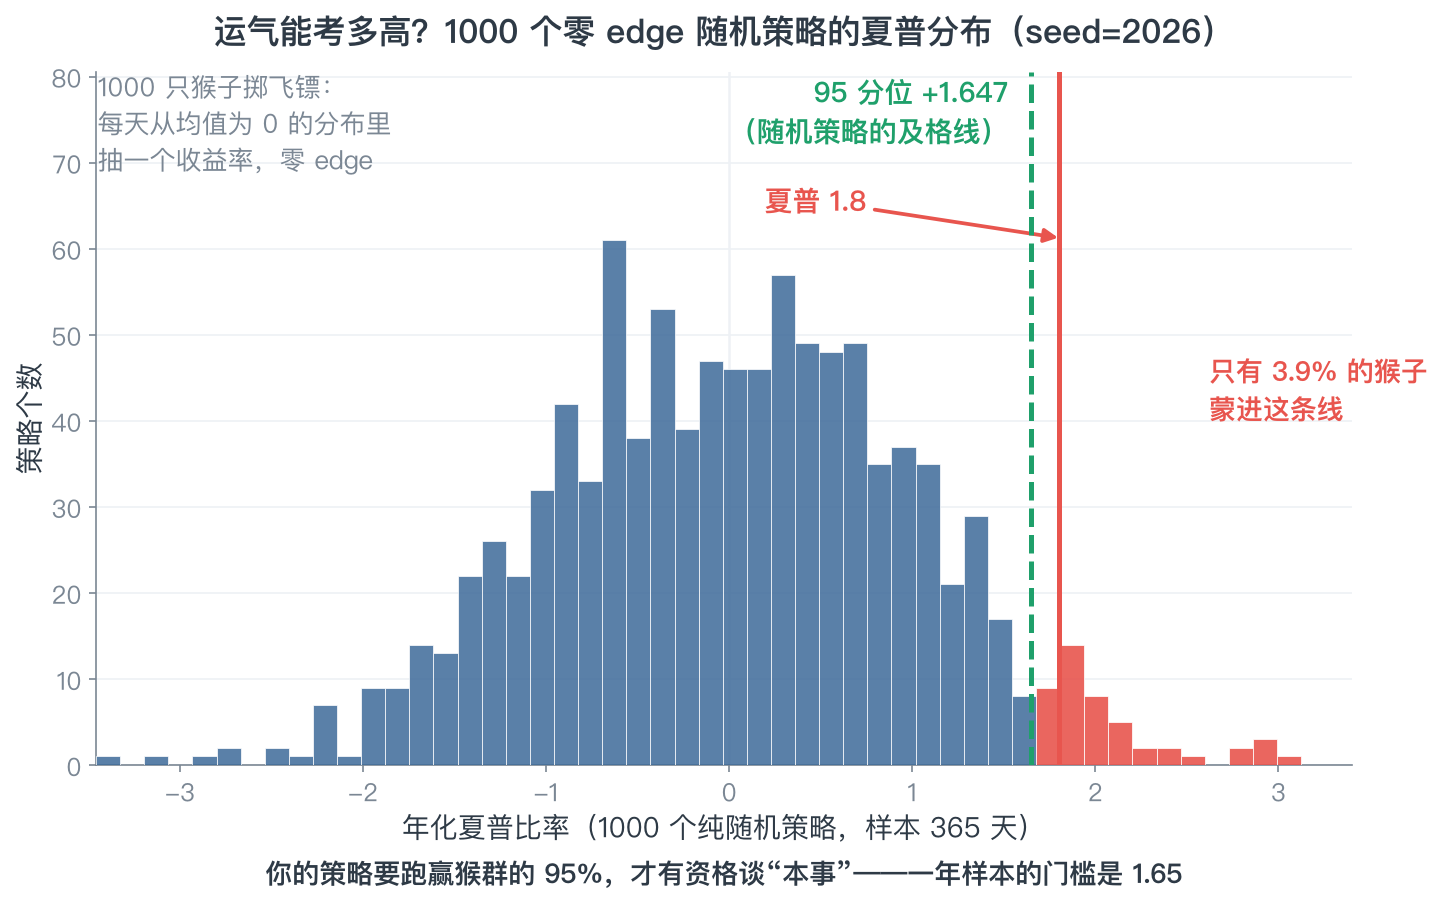 运气能考多高？1000 个零 edge 随机策略的夏普分布（seed=2026）
1000 只猴子掷飞镖：
每天从均值为 0 的分布里
抽一个收益率，零 edge
95 分位 +1.647
（随机策略的及格线）
夏普 1.8
只有 3.9% 的猴子
蒙进这条线
策略个数
80
70
60
50
40
30
20
10
0
−3
−2
−1
0
1
2
3
年化夏普比率（1000 个纯随机策略，样本 365 天）
你的策略要跑赢猴群的 95%，才有资格谈“本事”——一年样本的门槛是 1.65